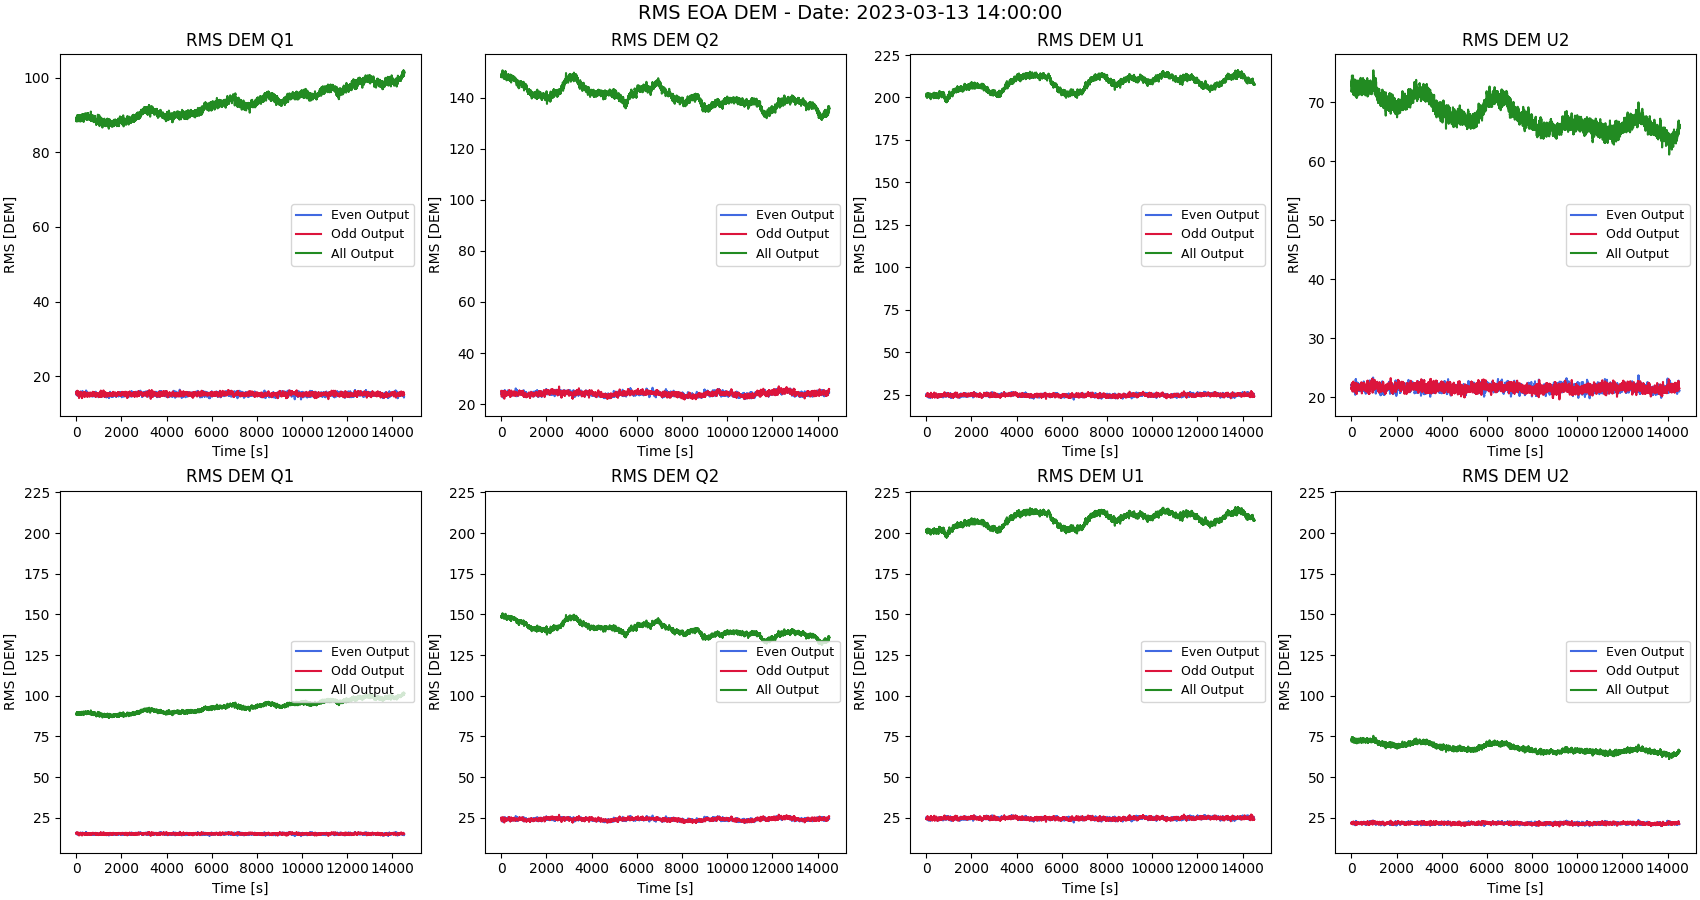 RMS EOA DEM - Date: 2023-03-13 14:00:00
RMS DEM Q1
RMS [DEM]
100
80
60
40
20
Even Output
Odd Output
All Output
0 2000 4000 6000 8000 10000 12000 14000
Time [s]
RMS DEM Q2
RMS [DEM]
140
120
100
80
60
40
20
Even Output
Odd Output
All Output
0 2000 4000 6000 8000 10000 12000 14000
Time [s]
RMS DEM U1
RMS [DEM]
225
200
175
150
125
100
75
50
25
Even Output
Odd Output
All Output
0 2000 4000 6000 8000 10000 12000 14000
Time [s]
RMS DEM U2
RMS [DEM]
70
60
50
40
30
20
Even Output
Odd Output
All Output
0 2000 4000 6000 8000 10000 12000 14000
Time [s]
RMS DEM Q1
RMS [DEM]
225
200
175
150
125
100
75
50
25
Even Output
Odd Output
All Output
0 2000 4000 6000 8000 10000 12000 14000
Time [s]
RMS DEM Q2
RMS [DEM]
225
200
175
150
125
100
75
50
25
Even Output
Odd Output
All Output
0 2000 4000 6000 8000 10000 12000 14000
Time [s]
RMS DEM U1
RMS [DEM]
225
200
175
150
125
100
75
50
25
Even Output
Odd Output
All Output
0 2000 4000 6000 8000 10000 12000 14000
Time [s]
RMS DEM U2
RMS [DEM]
225
200
175
150
125
100
75
50
25
Even Output
Odd Output
All Output
0 2000 4000 6000 8000 10000 12000 14000
Time [s]